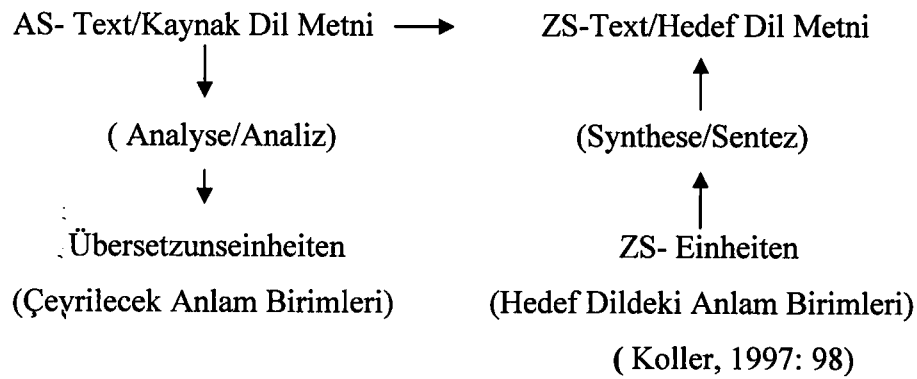 AS- Text/Kaynak Dil Metni → ZS-Text/Hedef Dil Metni
( Analyse/Analiz) (Synthese/Sentez)
Übersetzunseinheiten ZS- Einheiten
(Çevrilecek Anlam Birimleri) (Hedef Dildeki Anlam Birimleri)
( Koller, 1997: 98)